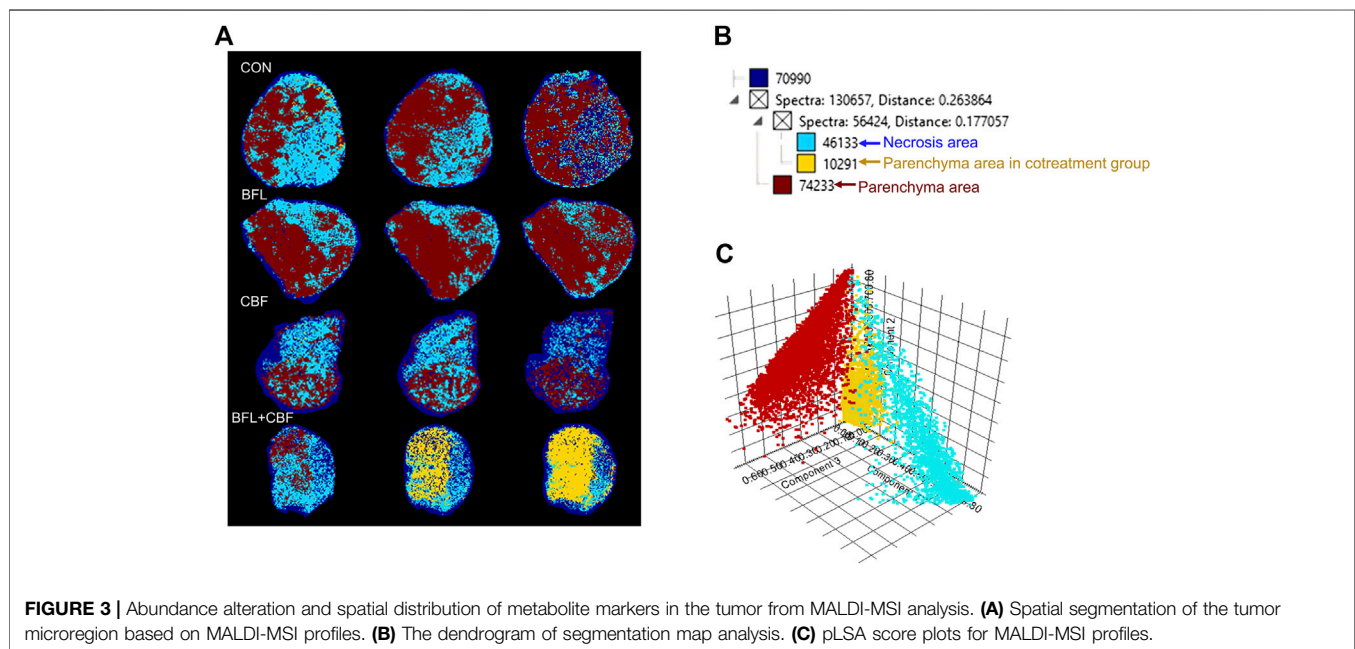 A
CON
BFL
CBF
BFL+CBF
B
70990
Spectra: 130657, Distance: 0.263864
Spectra: 56424, Distance: 0.177057
46133 Necrosis area
10291 Parenchyma area in cotreatment group
74233 Parenchyma area
C
Component 3
FIGURE 3 | Abundance alteration and spatial distribution of metabolite markers in the tumor from MALDI-MSI analysis. (A) Spatial segmentation of the tumor
microregion based on MALDI-MSI profiles. (B) The dendrogram of segmentation map analysis. (C) pLSA score plots for MALDI-MSI profiles.